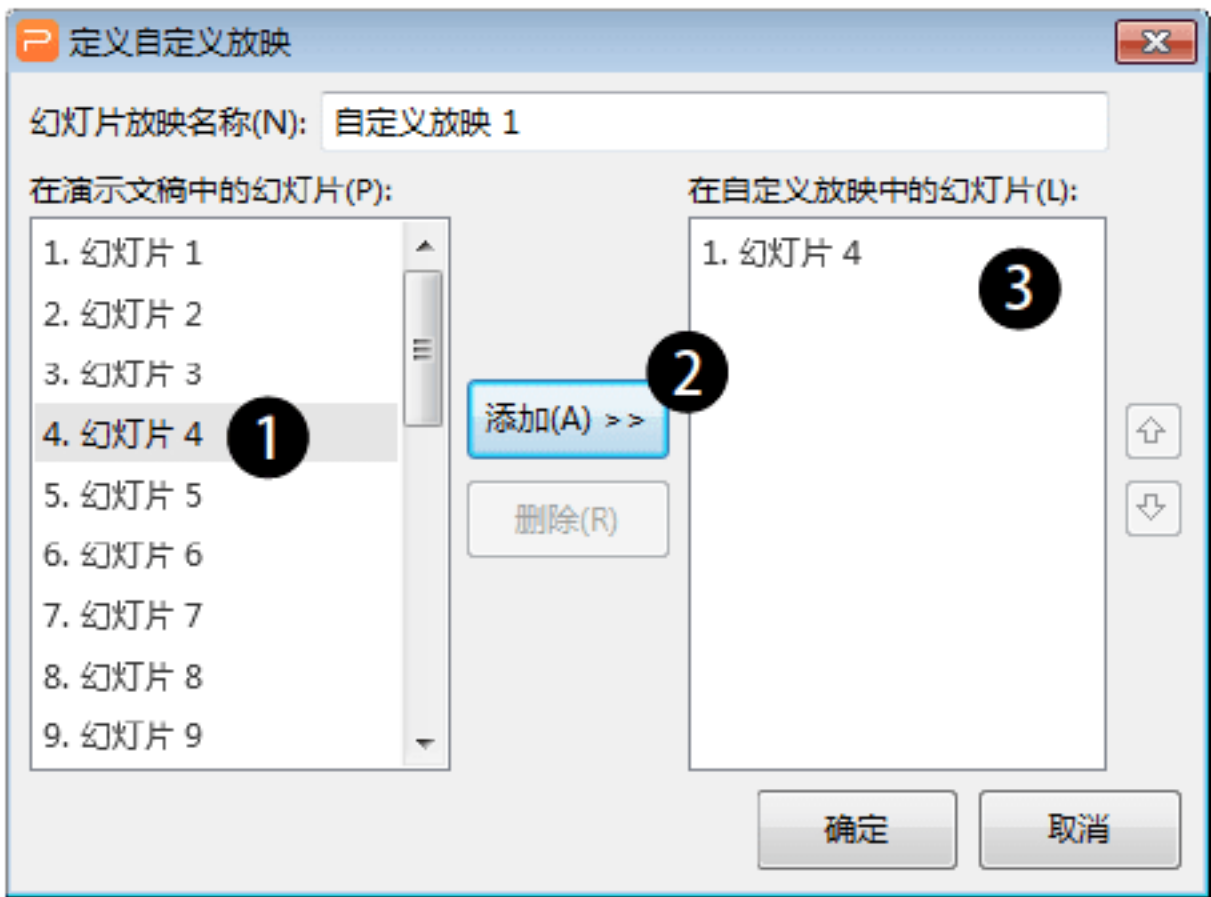 定义自定义放映
幻灯片放映名称(N): 自定义放映 1
在演示文稿中的幻灯片(P):
1. 幻灯片 1
2. 幻灯片 2
3. 幻灯片 3
4. 幻灯片 4
5. 幻灯片 5
6. 幻灯片 6
7. 幻灯片 7
8. 幻灯片 8
9. 幻灯片 9
1
添加(A) >>
2
删除(R)
在自定义放映中的幻灯片(L):
1. 幻灯片 4
3
确定
取消